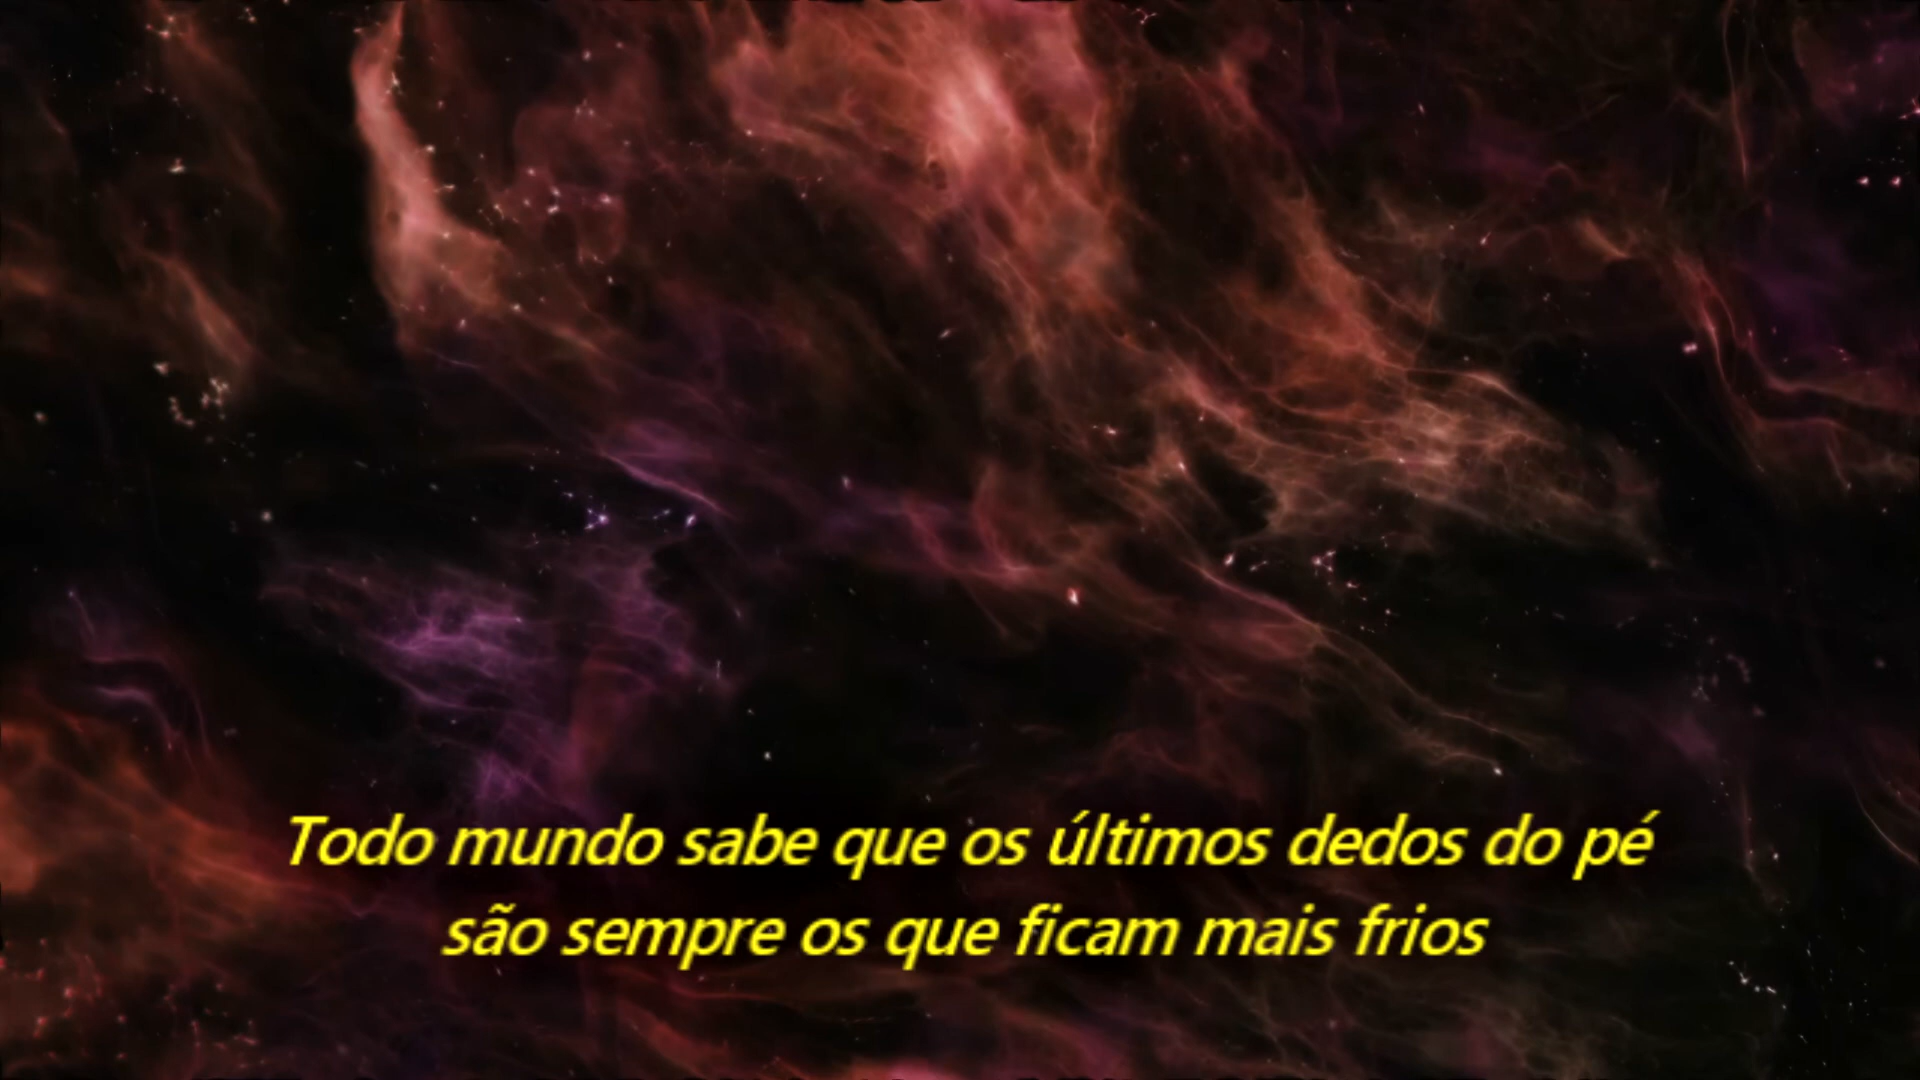 Todo mundo sabe que os últimos dedos do pé
são sempre os que ficam mais frios